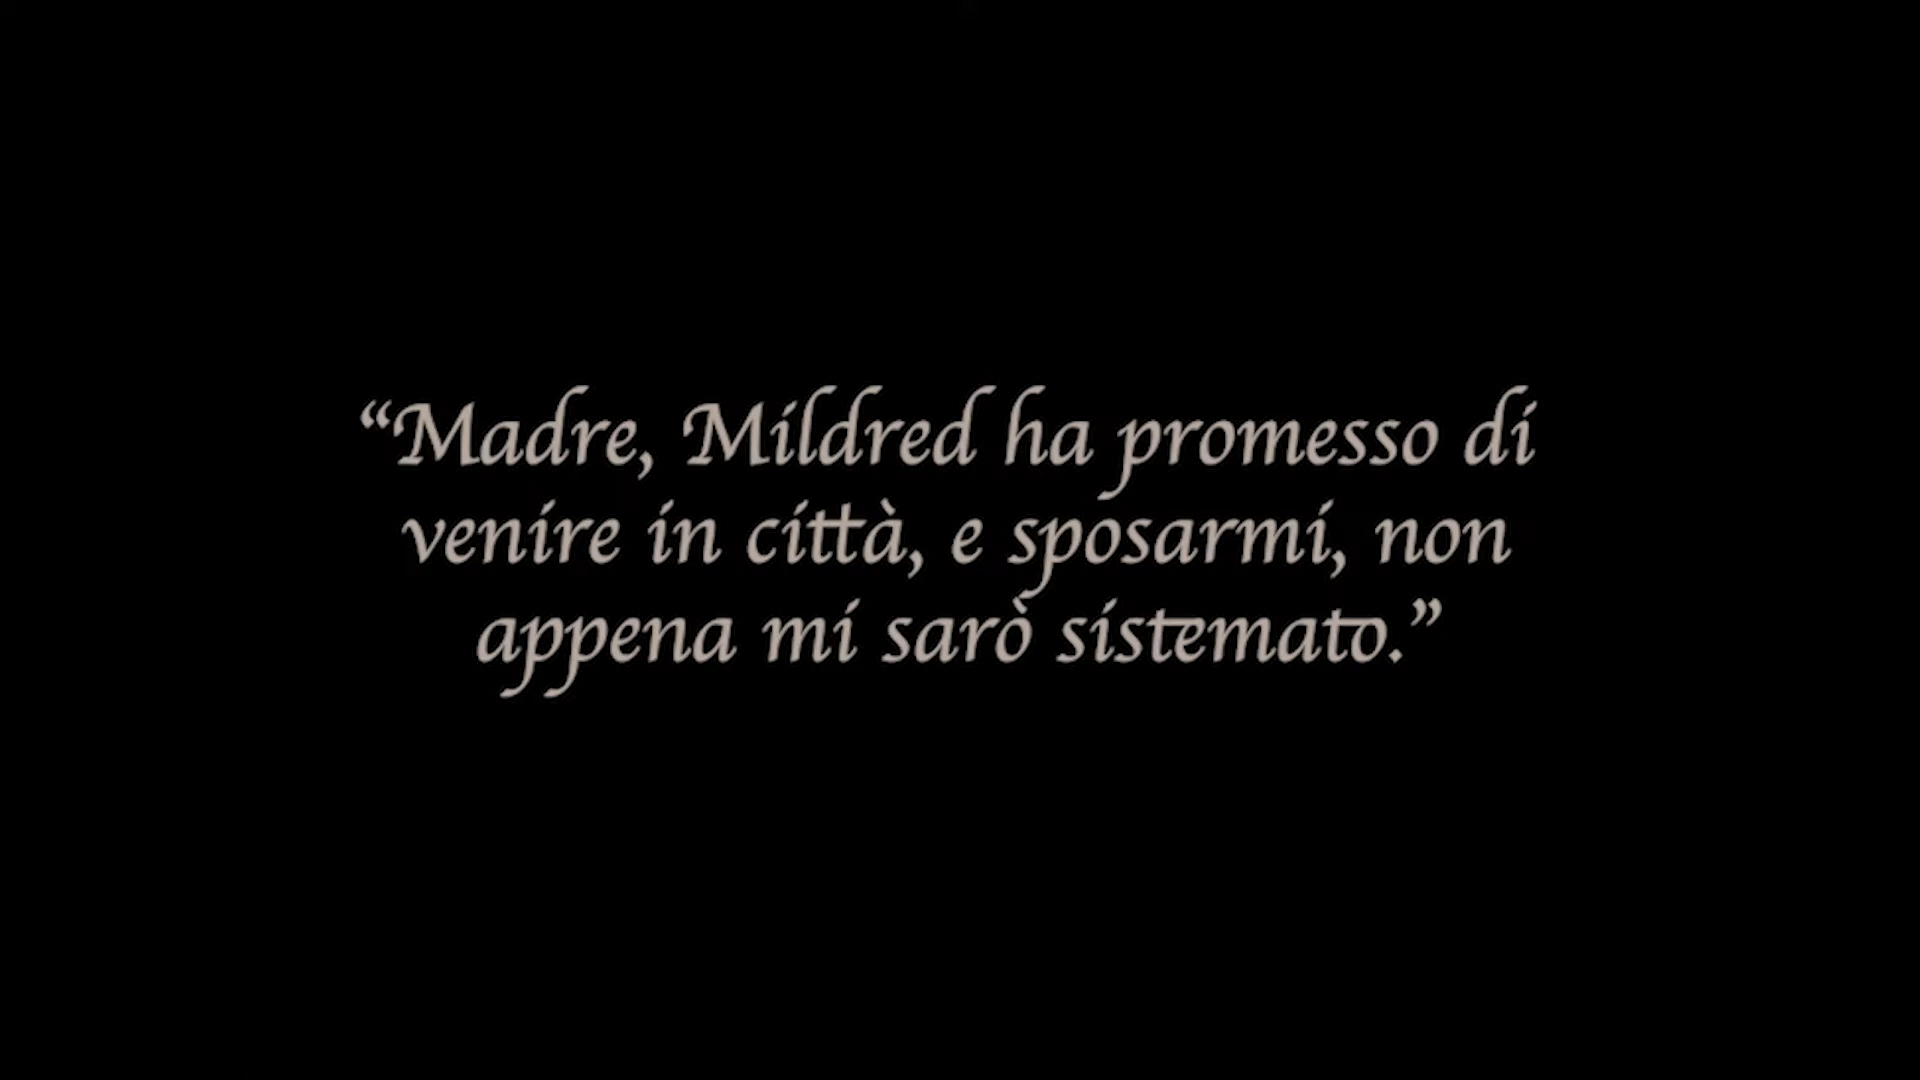 “Madre, Mildred ha promesso di
venire in città, e sposarmi, non
appena mi sarò sistemato.”